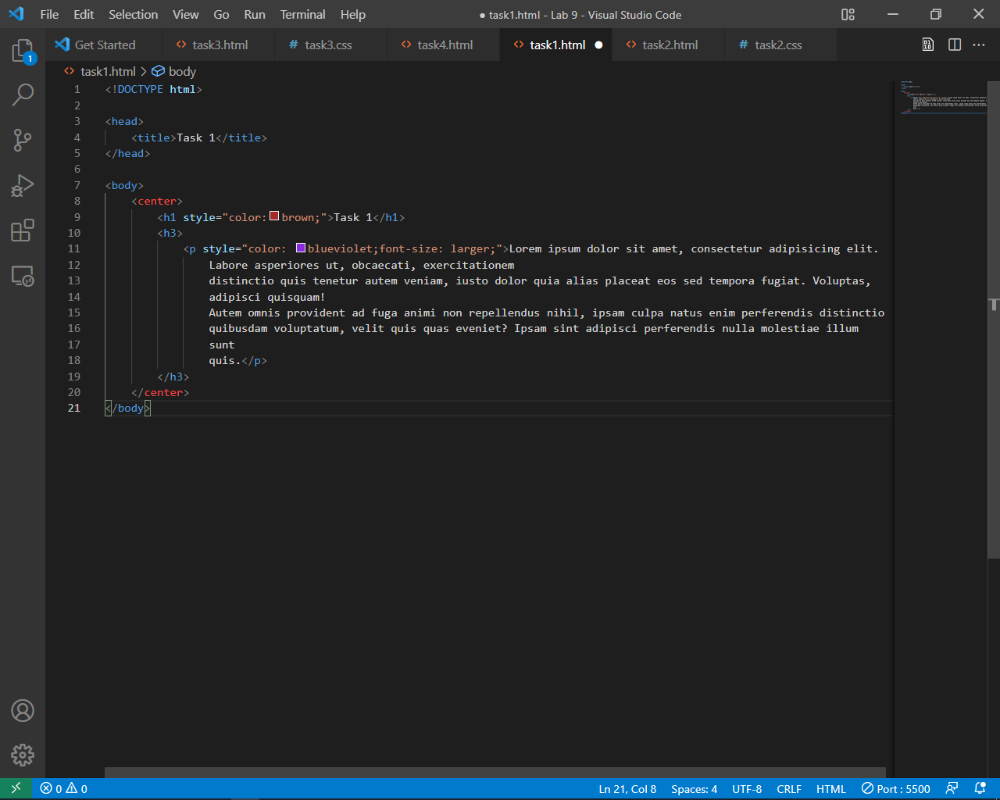 File Edit Selection View Go Run Terminal Help ● task1.html - Lab 9 - Visual Studio Code
Get Started <> task3.html # task3.css <> task4.html <> task1.html ● <> task2.html # task2.css
1
<> task1.html > body
1 <!DOCTYPE html>
2
3 <head>
4     <title>Task 1</title>
5 </head>
6
7 <body>
8     <center>
9         <h1 style="color:brown;">Task 1</h1>
10         <h3>
11             <p style="color: blueviolet;font-size: larger;">Lorem ipsum dolor sit amet, consectetur adipisicing elit.
12                 Labore asperiores ut, obcaecati, exercitationem
13                 distinctio quis tenetur autem veniam, iusto dolor quia alias placeat eos sed tempora fugiat. Voluptas,
14                 adipisci quisquam!
15                 Autem omnis provident ad fuga animi non repellendus nihil, ipsam culpa natus enim perferendis distinctio
16                 quibusdam voluptatum, velit quis quas eveniet? Ipsam sint adipisci perferendis nulla molestiae illum
17                 sunt
18                 quis.</p>
19         </h3>
20     </center>
21 </body>
0 0 Ln 21, Col 8 Spaces: 4 UTF-8 CRLF HTML Port : 5500